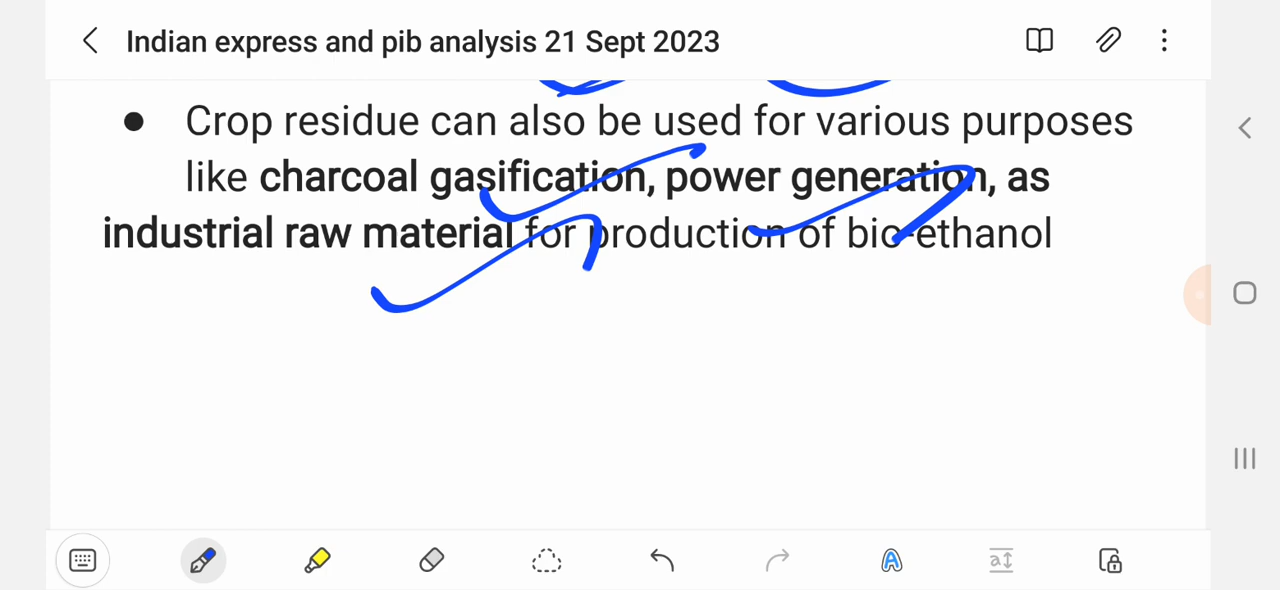 Indian express and pib analysis 21 Sept 2023
● Crop residue can also be used for various purposes
like charcoal gasification, power generation, as
industrial raw material for production of bio-ethanol